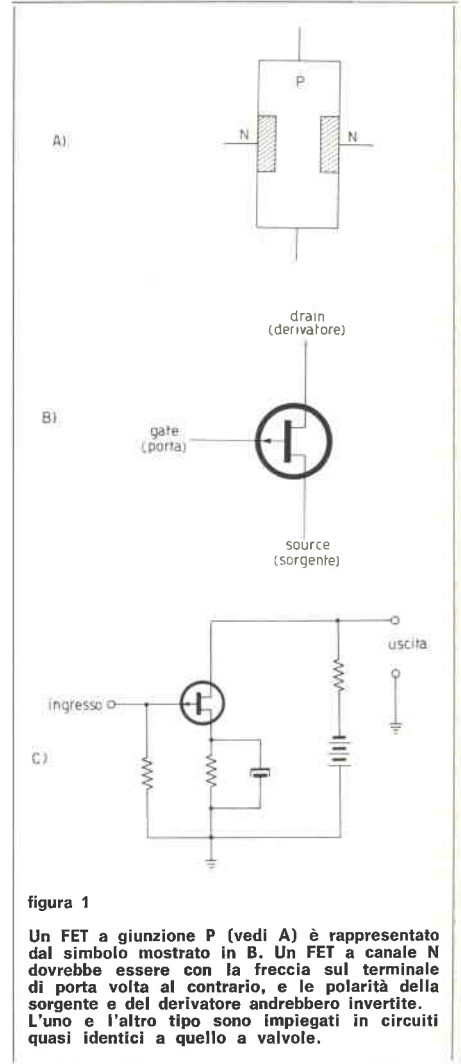 P
A)
N
N
drain
(derivatore)
B)
gate
(porta)
source
(sorgente)
uscita
ingresso
C)
figura 1
Un FET a giunzione P (vedi A) è rappresentato
dal simbolo mostrato in B. Un FET a canale N
dovrebbe essere con la freccia sul terminale
di porta volta al contrario, e le polarità della
sorgente e del derivatore andrebbero invertite.
L'uno e l'altro tipo sono impiegati in circuiti
quasi identici a quello a valvole.